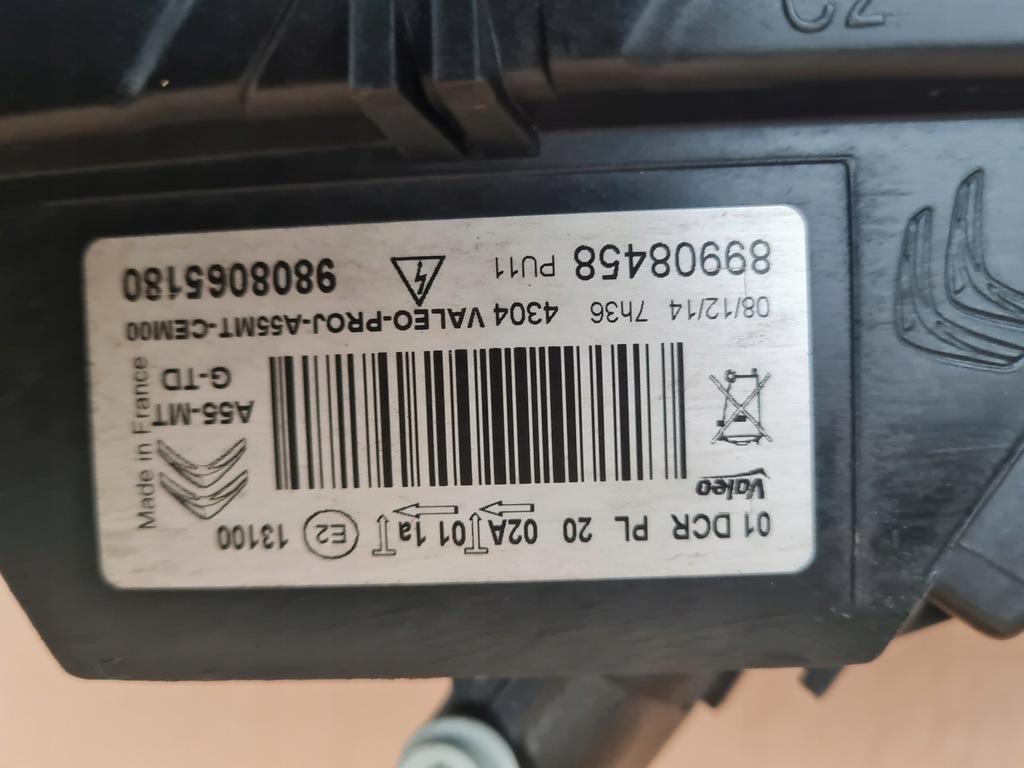 01 DCR PL 20 02A 01 1a E2 13100
Valeo
A55-MT
G-TD
Made in France
08/12/14 7h36 4304 VALEO-PROJ-A55MT-CEM00
89908458 PU11 9808065180